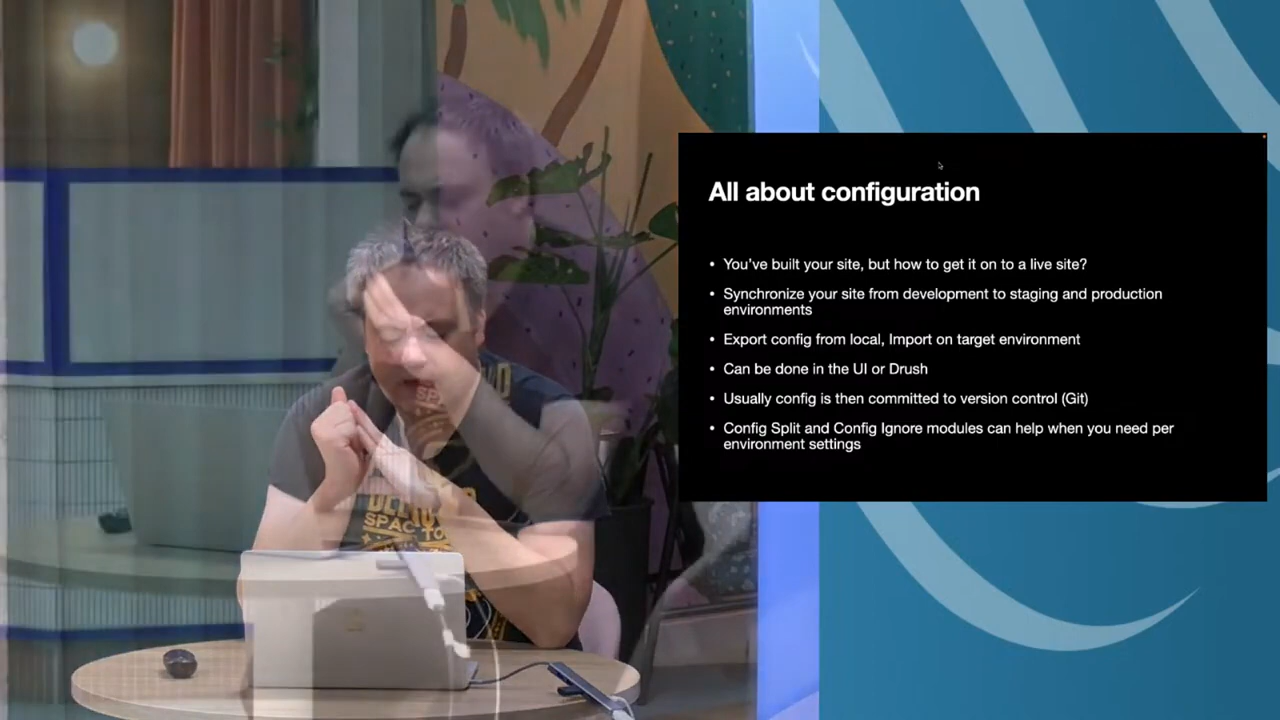 All about configuration
• You've built your site, but how to get it on to a live site?
• Synchronize your site from development to staging and production
environments
• Export config from local, Import on target environment
• Can be done in the UI or Drush
• Usually config is then committed to version control (Git)
• Config Split and Config Ignore modules can help when you need per
environment settings